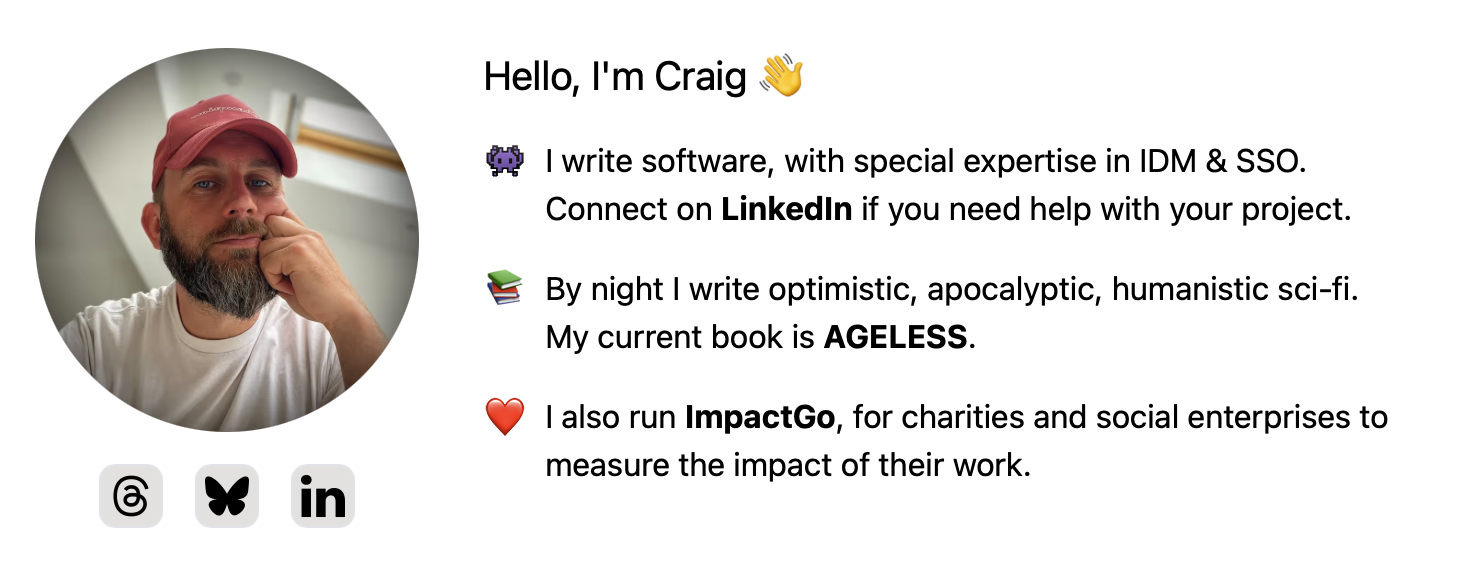 Hello, I'm Craig 👋
👾 I write software, with special expertise in IDM & SSO.
Connect on LinkedIn if you need help with your project.
📚 By night I write optimistic, apocalyptic, humanistic sci-fi.
My current book is AGELESS.
❤️ I also run ImpactGo, for charities and social enterprises to
measure the impact of their work.
in